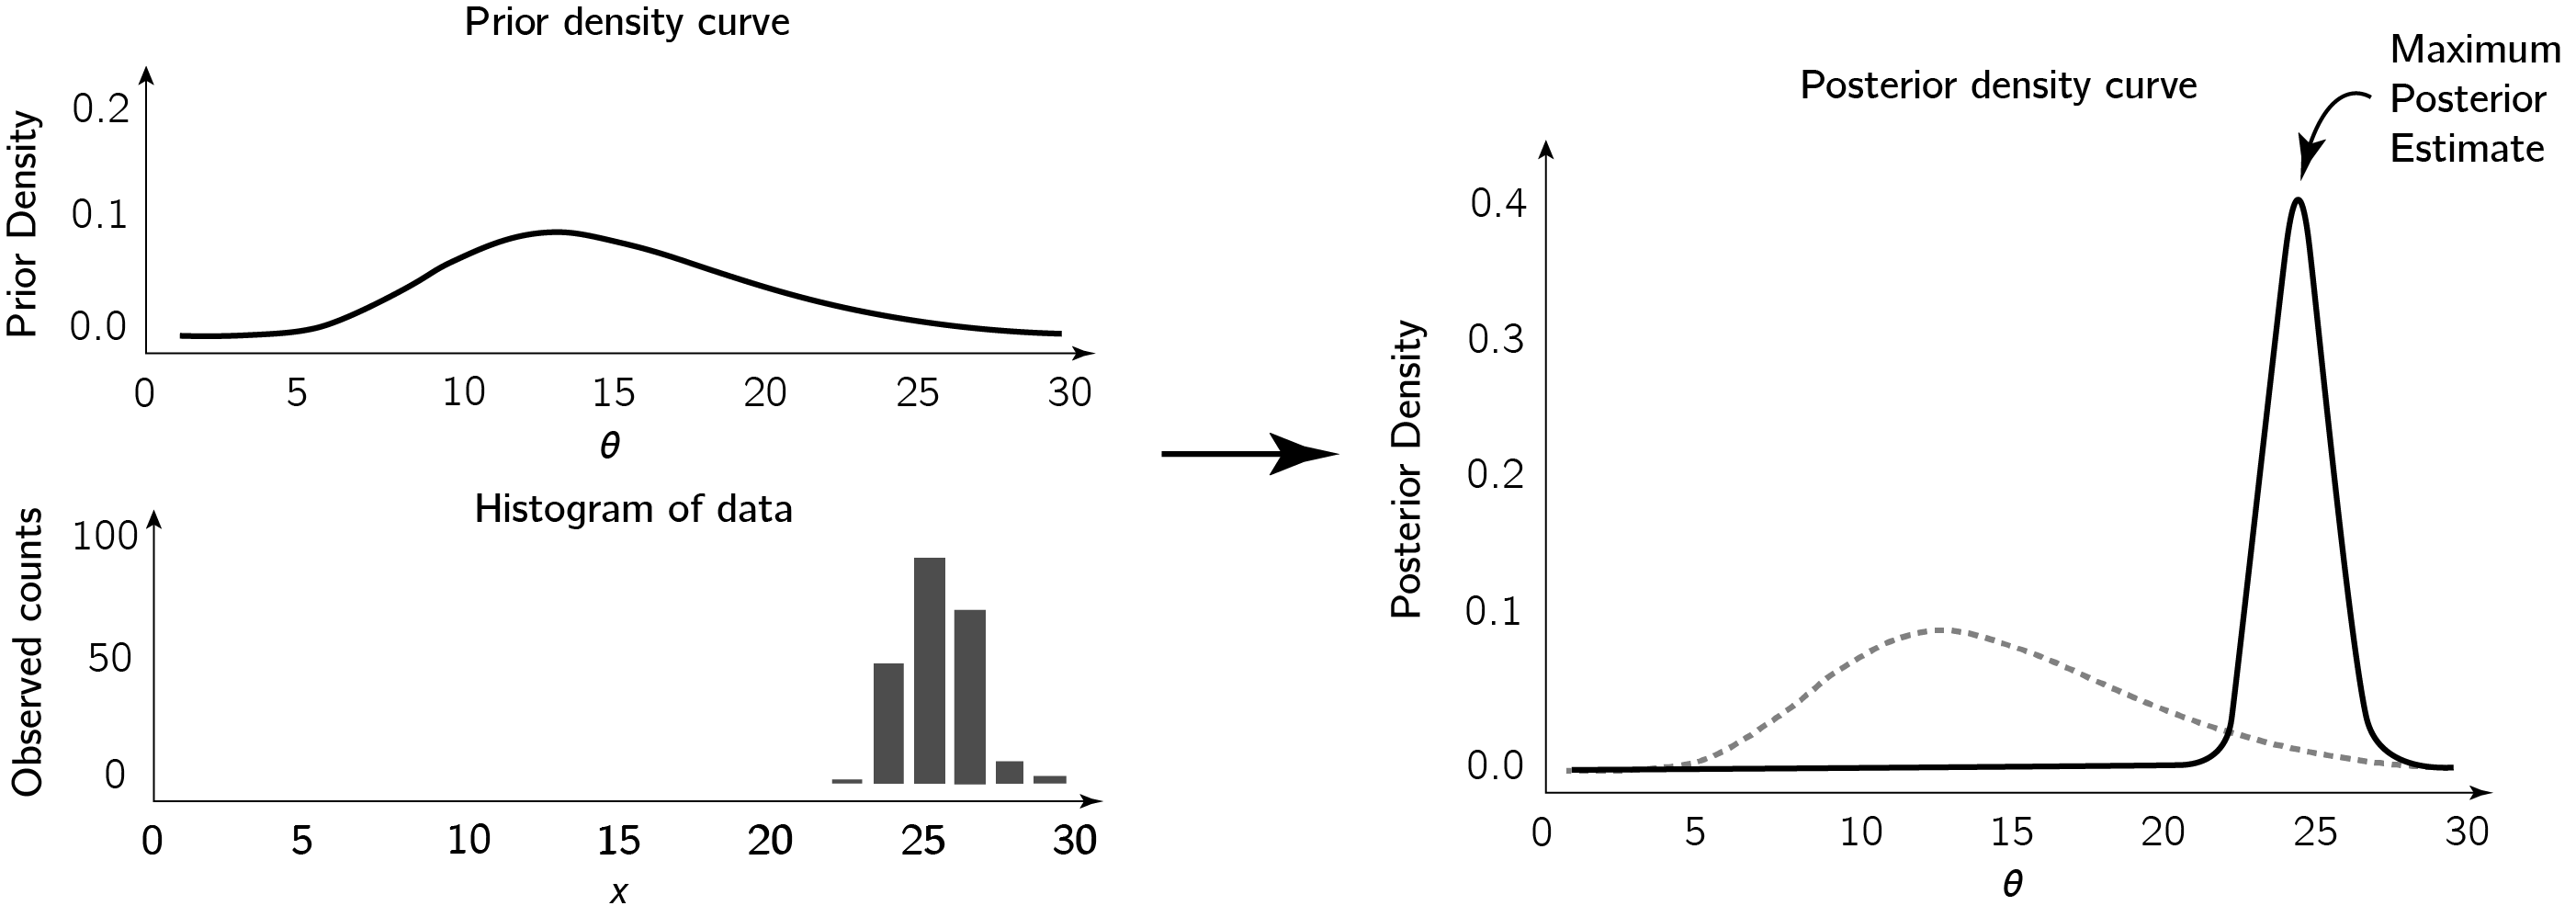 Prior density curve
Prior Density
0.2
0.1
0.0
0 5 10 15 20 25 30
θ
Histogram of data
Observed counts
100
50
0
0 5 10 15 20 25 30
x
Posterior density curve
Maximum
Posterior
Estimate
Posterior Density
0.4
0.3
0.2
0.1
0.0
0 5 10 15 20 25 30
θ